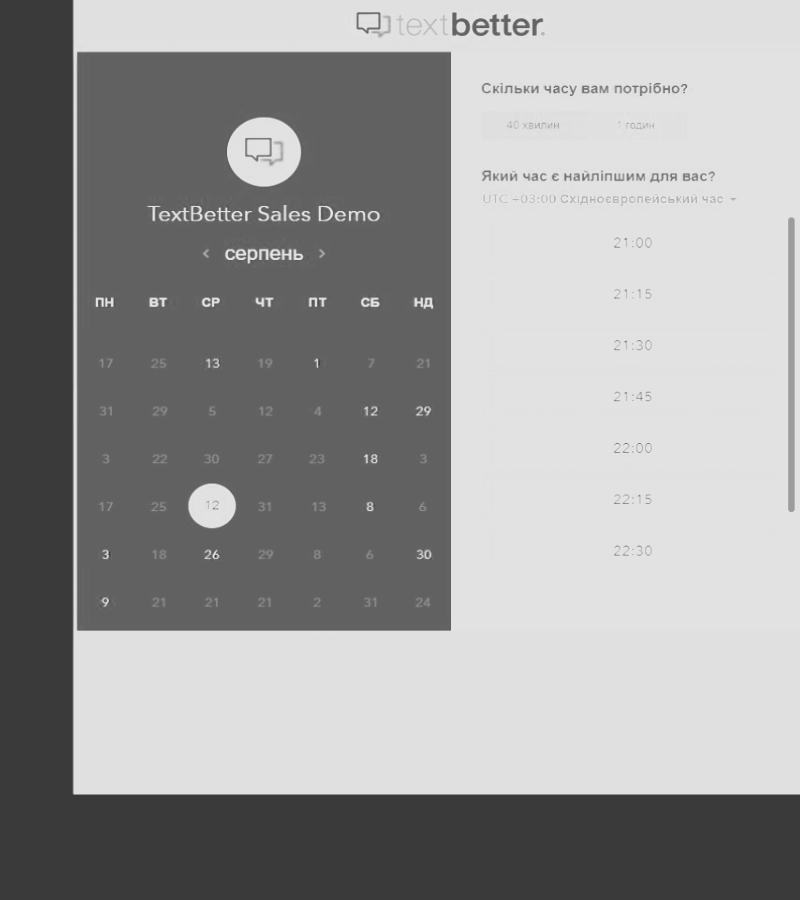 textbetter.
TextBetter Sales Demo
< серпень >
ПН ВТ СР ЧТ ПТ СБ НД
17 25 13 19 1 7 21
31 29 5 12 4 12 29
3 22 30 27 23 18 3
17 25 12 31 13 8 6
3 18 26 29 8 6 30
9 21 21 21 2 31 24
Скільки часу вам потрібно?
40 хвилин 1 годин
Який час є найліпшим для вас?
UTC +03:00 Східноєвропейський час
21:00
21:15
21:30
21:45
22:00
22:15
22:30